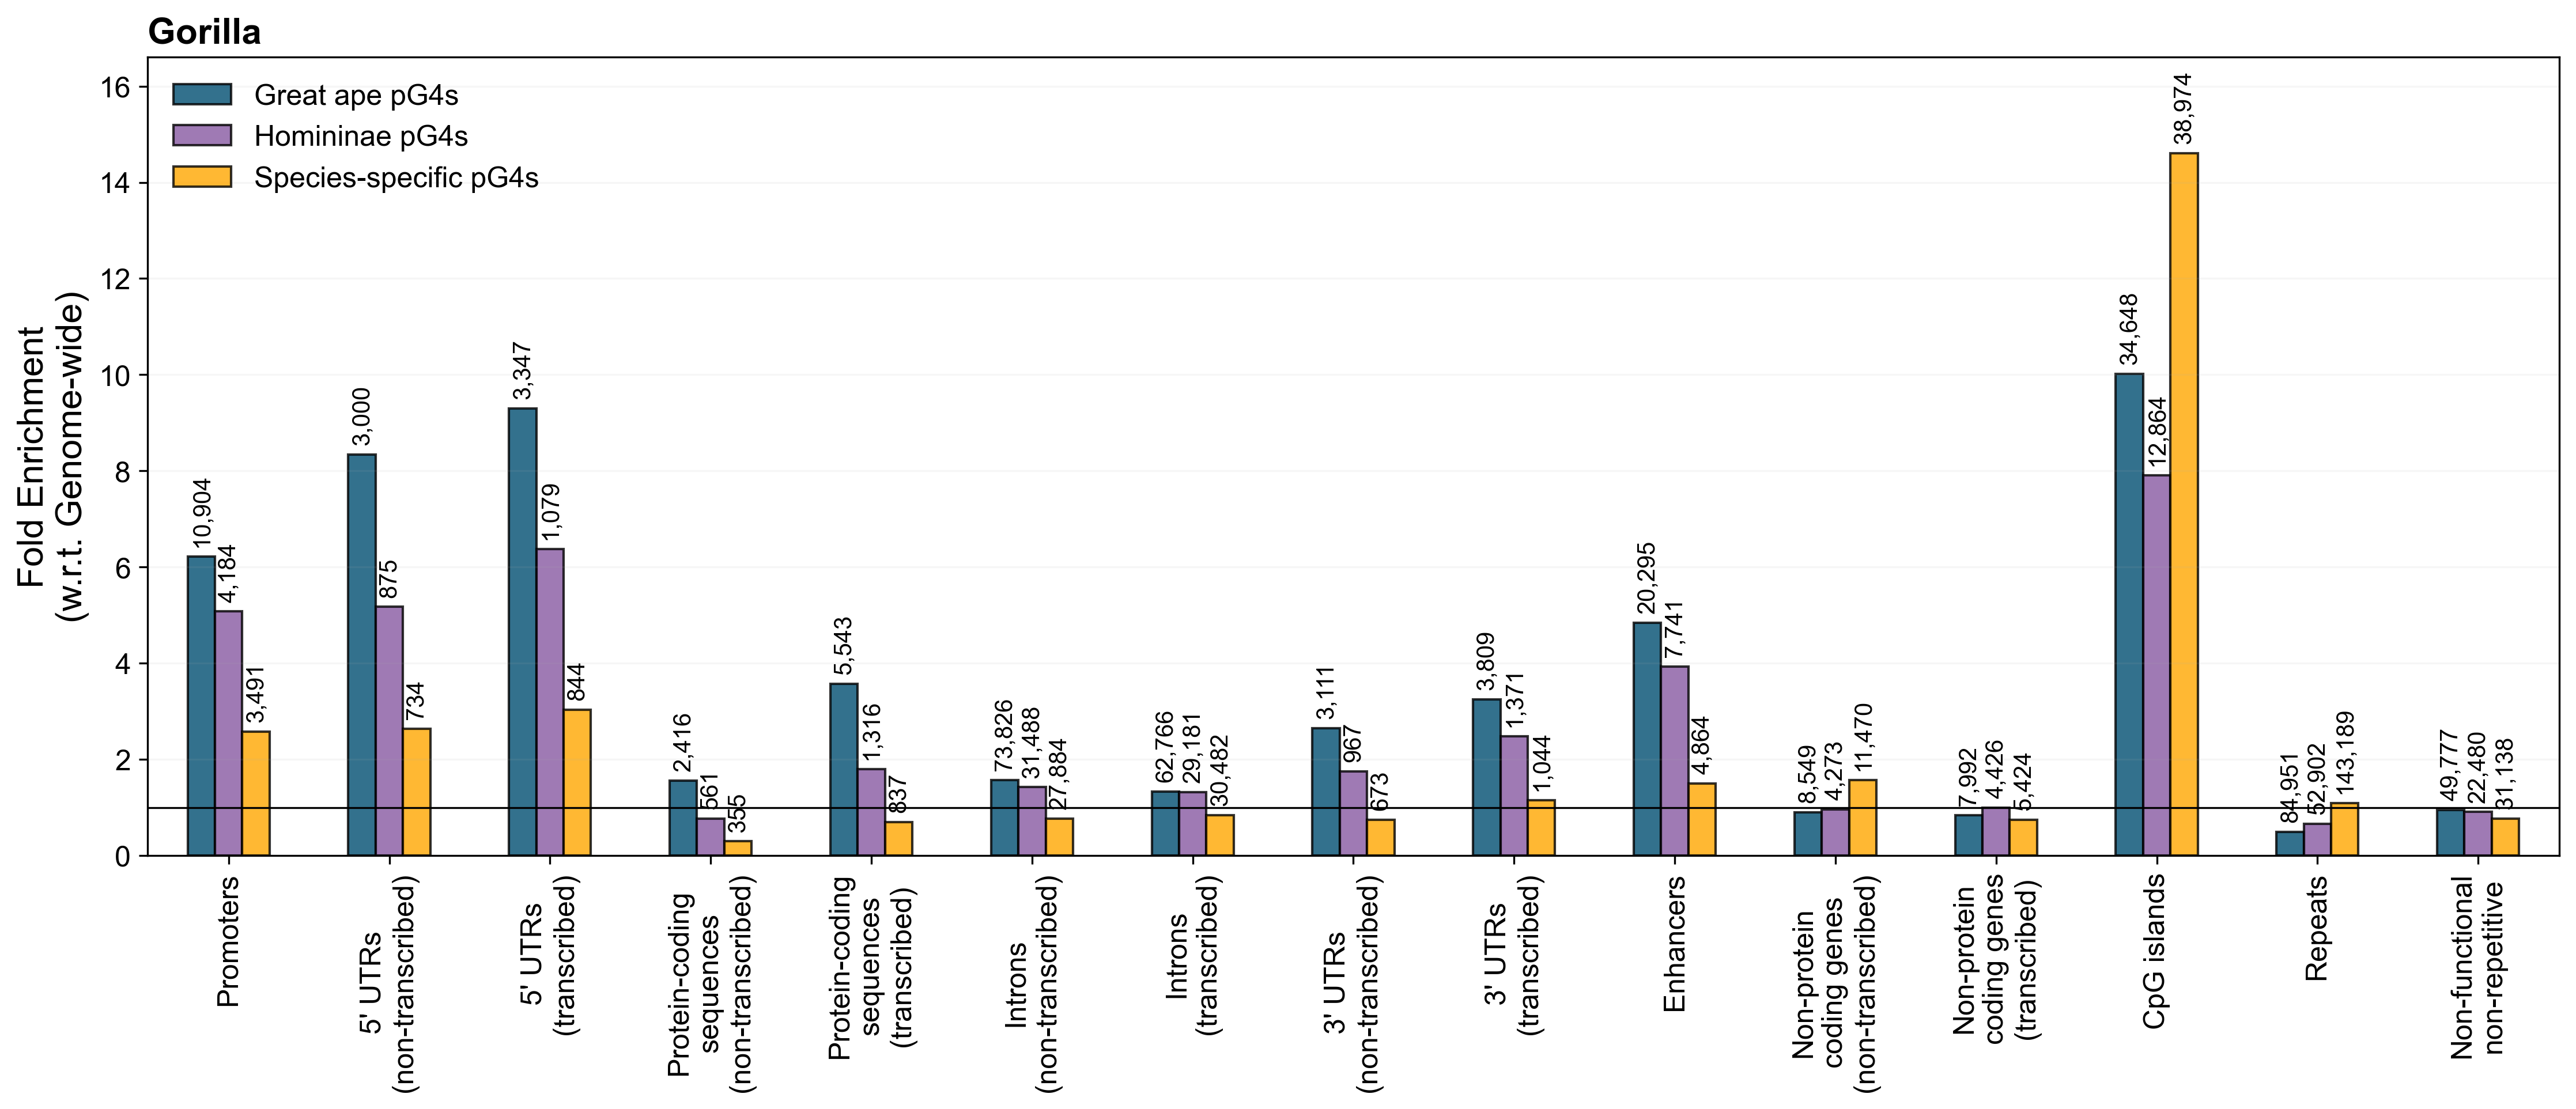 Gorilla
Fold Enrichment
(w.r.t. Genome-wide)
16
14
12
10
8
6
4
2
0
Great ape pG4s
Homininae pG4s
Species-specific pG4s
10,904
4,184
3,491
3,000
875
734
3,347
1,079
844
2,416
561
355
5,543
1,316
837
73,826
31,488
27,884
62,766
29,181
30,482
3,111
967
673
3,809
1,371
1,044
20,295
7,741
4,864
8,549
4,273
11,470
7,992
4,426
5,424
34,648
12,864
38,974
84,951
52,902
143,189
49,777
22,480
31,138
Promoters
5' UTRs
(non-transcribed)
5' UTRs
(transcribed)
Protein-coding
sequences
(non-transcribed)
Protein-coding
sequences
(transcribed)
Introns
(non-transcribed)
Introns
(transcribed)
3' UTRs
(non-transcribed)
3' UTRs
(transcribed)
Enhancers
Non-protein
coding genes
(non-transcribed)
Non-protein
coding genes
(transcribed)
CpG islands
Repeats
Non-functional
non-repetitive